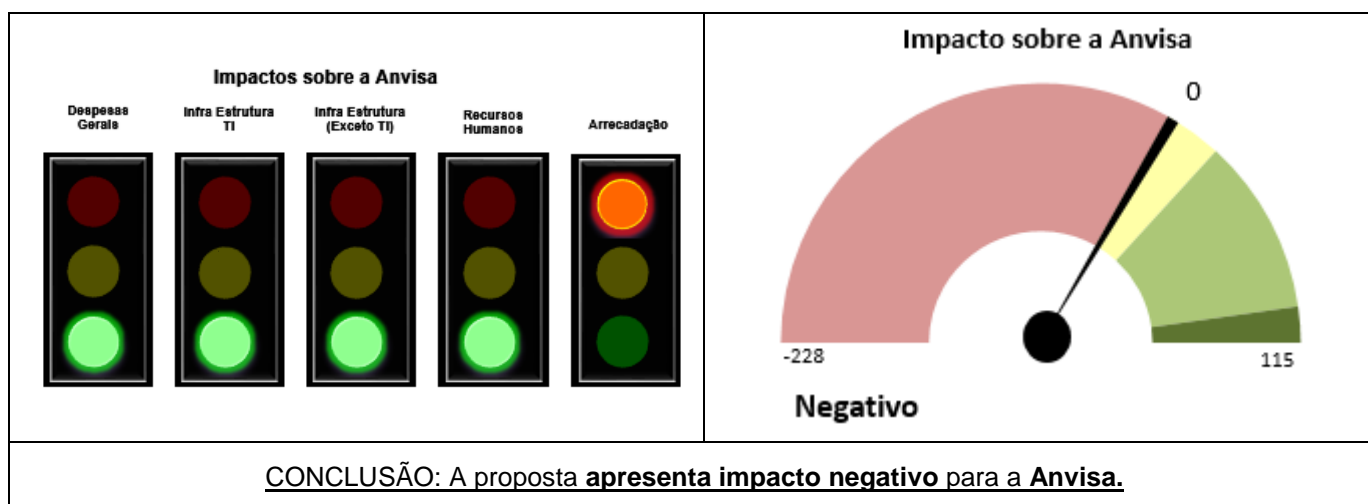 Impactos sobre a Anvisa
Despesas
Gerais
Infra Estrutura
TI
Infra Estrutura
(Exceto TI)
Recursos
Humanos
Arrecadação
Impacto sobre a Anvisa
0
-228
115
Negativo
CONCLUSÃO: A proposta apresenta impacto negativo para a Anvisa.